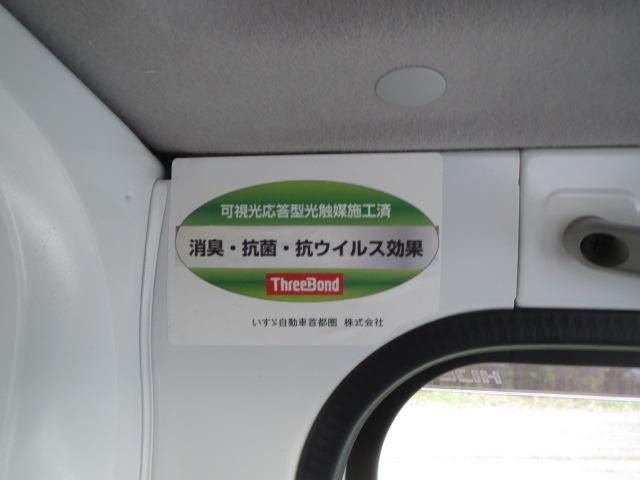 可視光応答型光触媒施工済
消臭・抗菌・抗ウイルス効果
ThreeBond
いすゞ自動車首都圏 株式会社